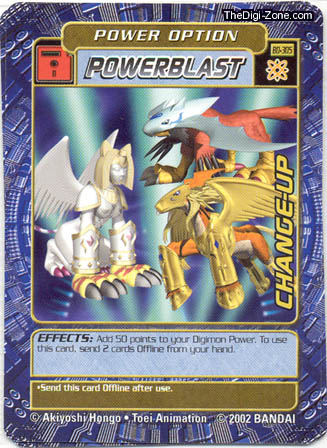 TheDigi-Zone.com
POWER OPTION
POWERBLAST
BO-305
CHANGE-UP
EFFECTS: Add 50 points to your Digimon Power. To use
this card, send 2 cards Offline from your hand.
•Send this card Offline after use.
© Akiyoshi Hongo • Toei Animation © 2002 BANDAI